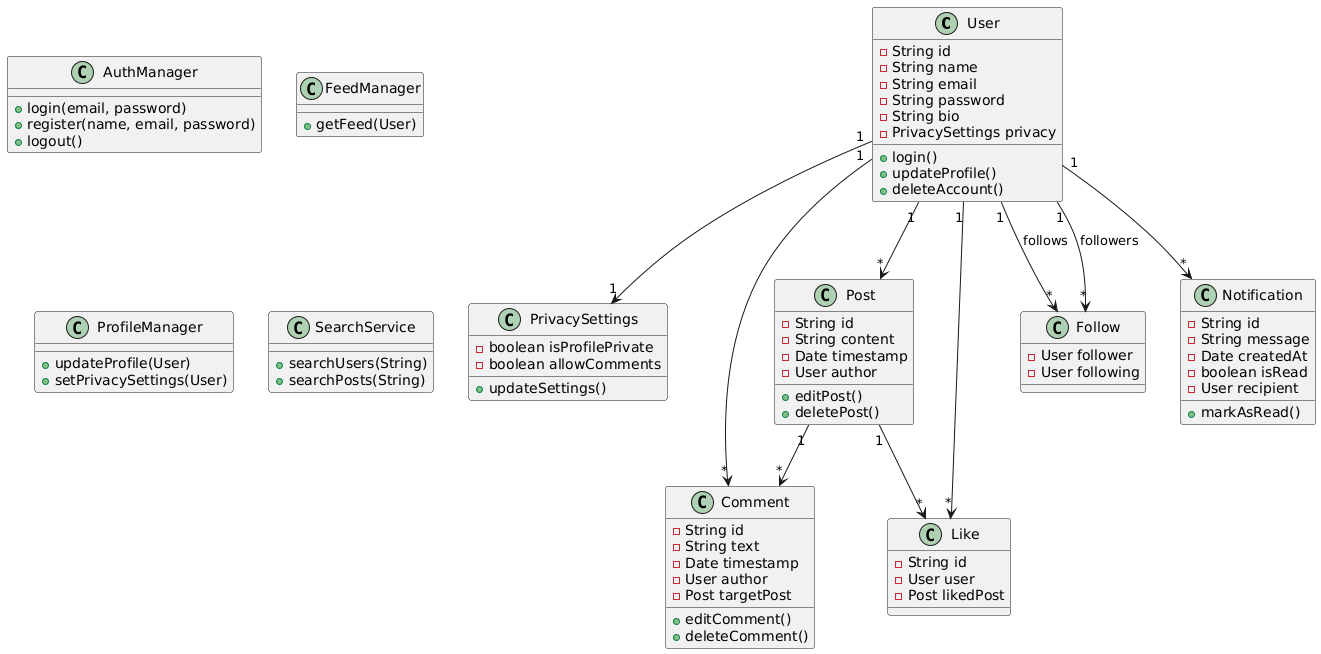 C AuthManager
login(email, password)
register(name, email, password)
logout()
C FeedManager
getFeed(User)
C User
String id
String name
String email
String password
String bio
PrivacySettings privacy
login()
updateProfile()
deleteAccount()
1
1
1
1
1
1
1
follows
followers
1
*
*
*
*
C ProfileManager
updateProfile(User)
setPrivacySettings(User)
C SearchService
searchUsers(String)
searchPosts(String)
C PrivacySettings
boolean isProfilePrivate
boolean allowComments
updateSettings()
C Post
String id
String content
Date timestamp
User author
editPost()
deletePost()
C Follow
User follower
User following
C Notification
String id
String message
Date createdAt
boolean isRead
User recipient
markAsRead()
1
1
*
*
*
*
C Comment
String id
String text
Date timestamp
User author
Post targetPost
editComment()
deleteComment()
C Like
String id
User user
Post likedPost